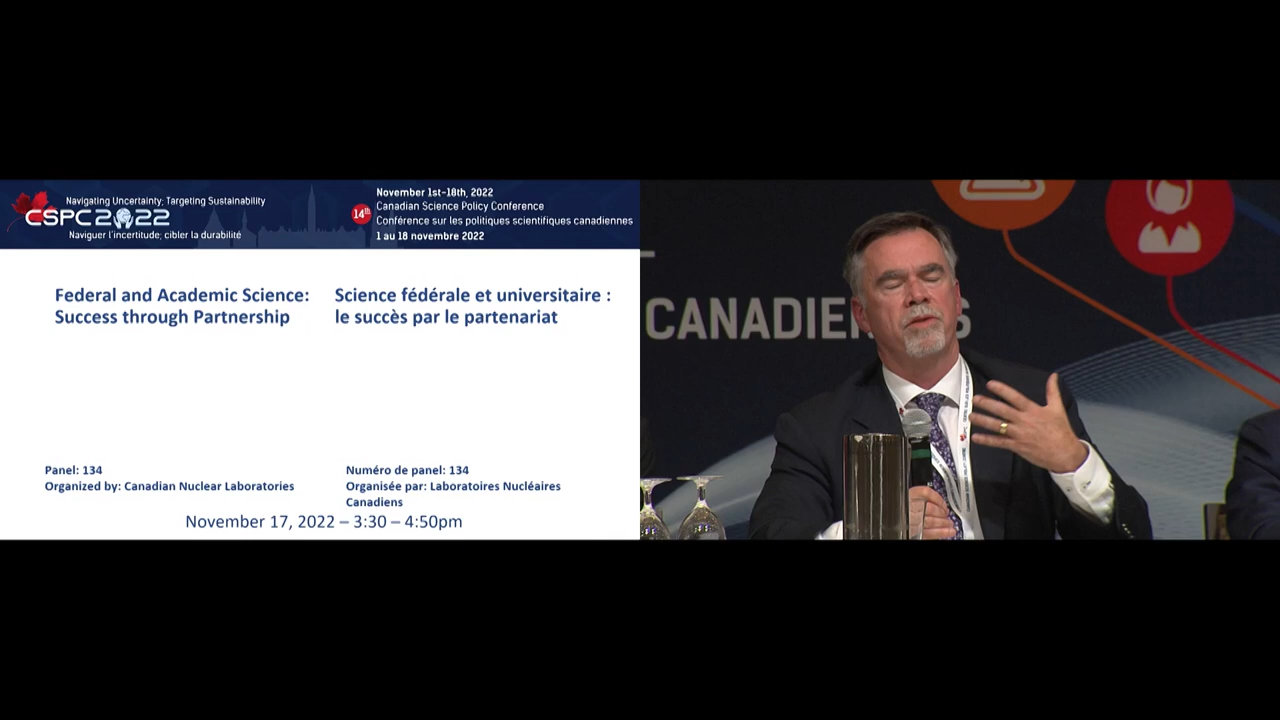 Navigating Uncertainty; Targeting Sustainability
CSPC 2022
Naviguer l'incertitude; cibler la durabilité
14th
November 1st-18th, 2022
Canadian Science Policy Conference
Conférence sur les politiques scientifiques canadiennes
1 au 18 novembre 2022
Federal and Academic Science:
Success through Partnership
Science fédérale et universitaire :
le succès par le partenariat
Panel: 134
Organized by: Canadian Nuclear Laboratories
Numéro de panel: 134
Organisée par: Laboratoires Nucléaires
Canadiens
November 17, 2022 – 3:30 – 4:50pm
CANADIE S